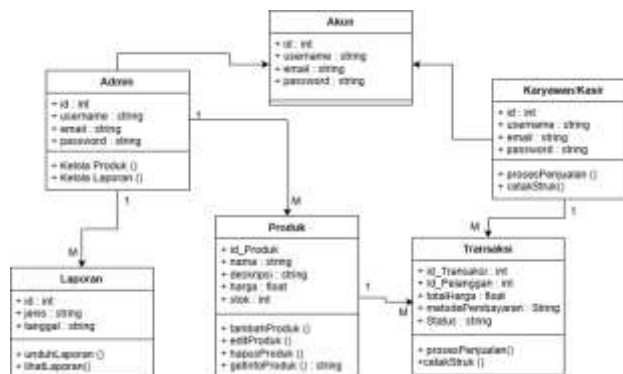 Akun
+ id : int
+ username : string
+ email : string
+ password : string
Admin
+ id : int
+ username : string
+ email : string
+ password : string
+ Kelola Produk ()
+ Kelola Laporan ()
Karyawan/Kasir
+ id : int
+ username : string
+ email : string
+ password : string
+ prosesPenjualan ()
+ cetakStruk()
1
1
1
M
M
M
Produk
+ id_Produk
+ nama : string
+ deskripsi : string
+ harga : float
+ stok : int
+ tambahProduk ()
+ editProduk ()
+ hapusProduk ()
+ getInfoProduk () : string
1
M
Transaksi
+ id_Transaksi : int
+ id_Pelanggan : int
+ totalHarga : float
+ metodePembayaran : String
+ Status : string
+ prosesPenjualan()
+cetakStruk ()
Laporan
+ id : int
+ jenis : string
+ tanggal : string
+ unduhLaporan ()
+ lihatLaporan()